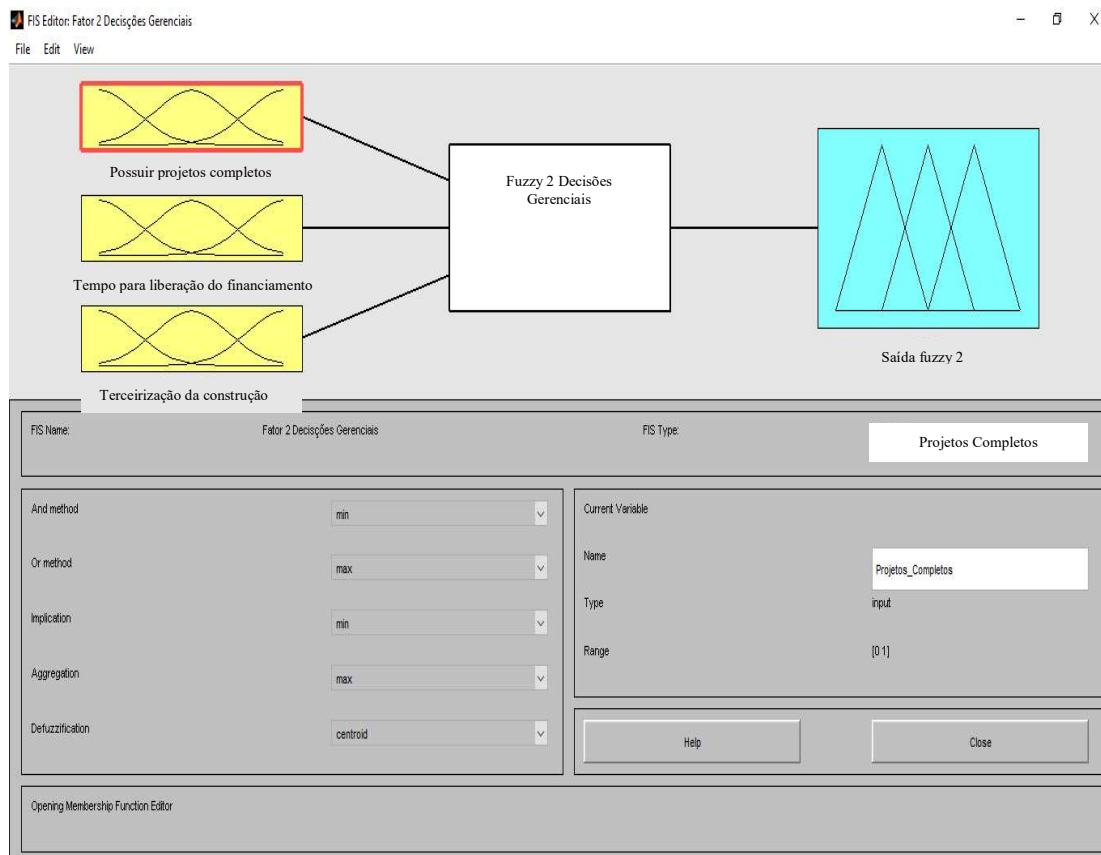 FIS Editor: Fator 2 Decisções Gerenciais
File Edit View
Possuir projetos completos
Tempo para liberação do financiamento
Terceirização da construção
Fuzzy 2 Decisões
Gerenciais
Saída fuzzy 2
FIS Name: Fator 2 Decisções Gerenciais FIS Type: Projetos Completos
And method min
Or method max
Implication min
Aggregation max
Defuzzification centroid
Current Variable
Name Projetos_Completos
Type input
Range [0 1]
Help Close
Opening Membership Function Editor